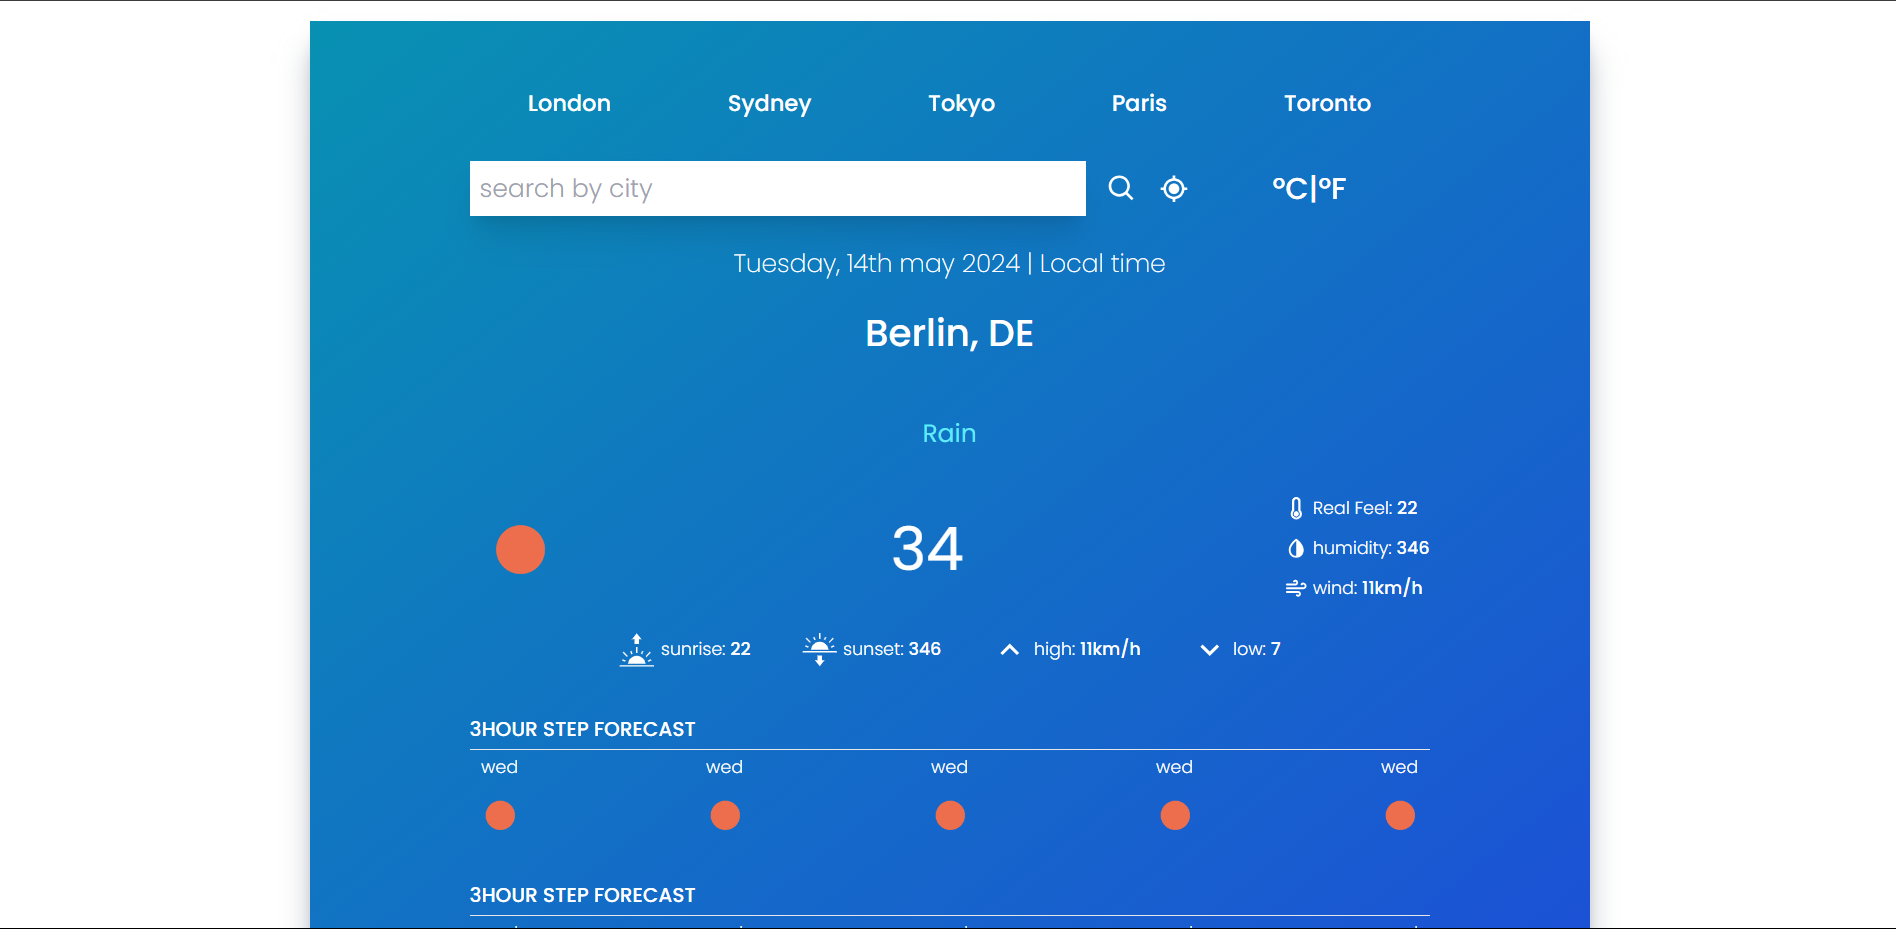 London Sydney Tokyo Paris Toronto
search by city °C|°F
Tuesday, 14th may 2024 | Local time
Berlin, DE
Rain
34
Real Feel: 22
humidity: 346
wind: 11km/h
sunrise: 22 sunset: 346 high: 11km/h low: 7
3HOUR STEP FORECAST
wed wed wed wed wed
3HOUR STEP FORECAST